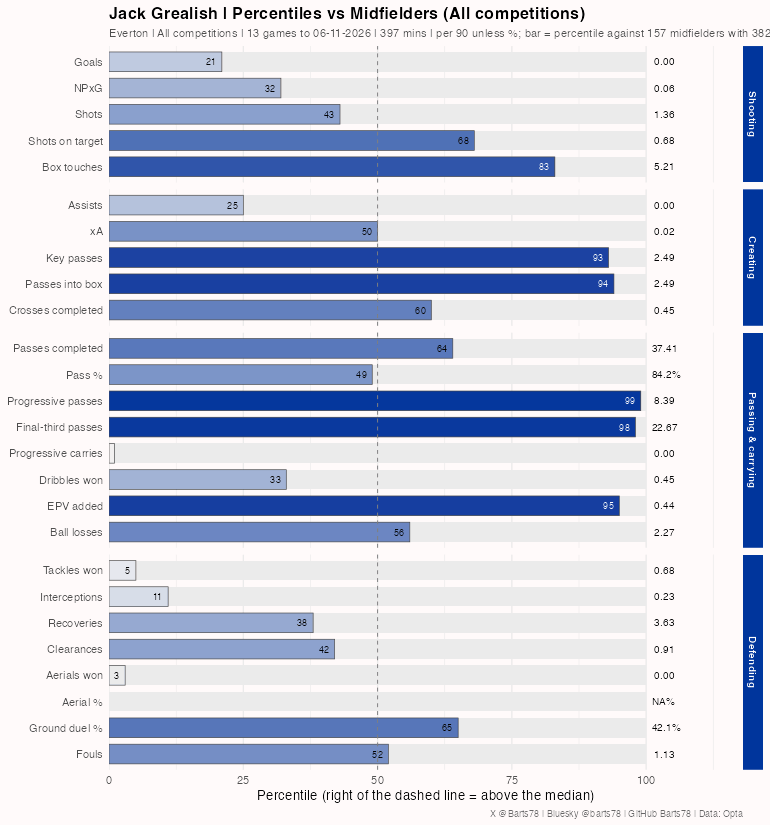 Jack Grealish | Percentiles vs Midfielders (All competitions)
Everton | All competitions | 13 games to 06-11-2026 | 397 mins | per 90 unless %; bar = percentile against 157 midfielders with 382
Goals 21 0.00
NPxG 32 0.06
Shots 43 1.36
Shots on target 68 0.68
Box touches 83 5.21
Shooting
Assists 25 0.00
xA 50 0.02
Key passes 93 2.49
Passes into box 94 2.49
Crosses completed 60 0.45
Creating
Passes completed 64 37.41
Pass % 49 84.2%
Progressive passes 99 8.39
Final-third passes 98 22.67
Progressive carries 0.00
Dribbles won 33 0.45
EPV added 95 0.44
Ball losses 56 2.27
Passing & carrying
Tackles won 5 0.68
Interceptions 11 0.23
Recoveries 38 3.63
Clearances 42 0.91
Aerials won 3 0.00
Aerial % NA%
Ground duel % 65 42.1%
Fouls 52 1.13
Defending
0 25 50 75 100
Percentile (right of the dashed line = above the median)
X @Barts78 | Bluesky @barts78 | GitHub Barts78 | Data: Opta